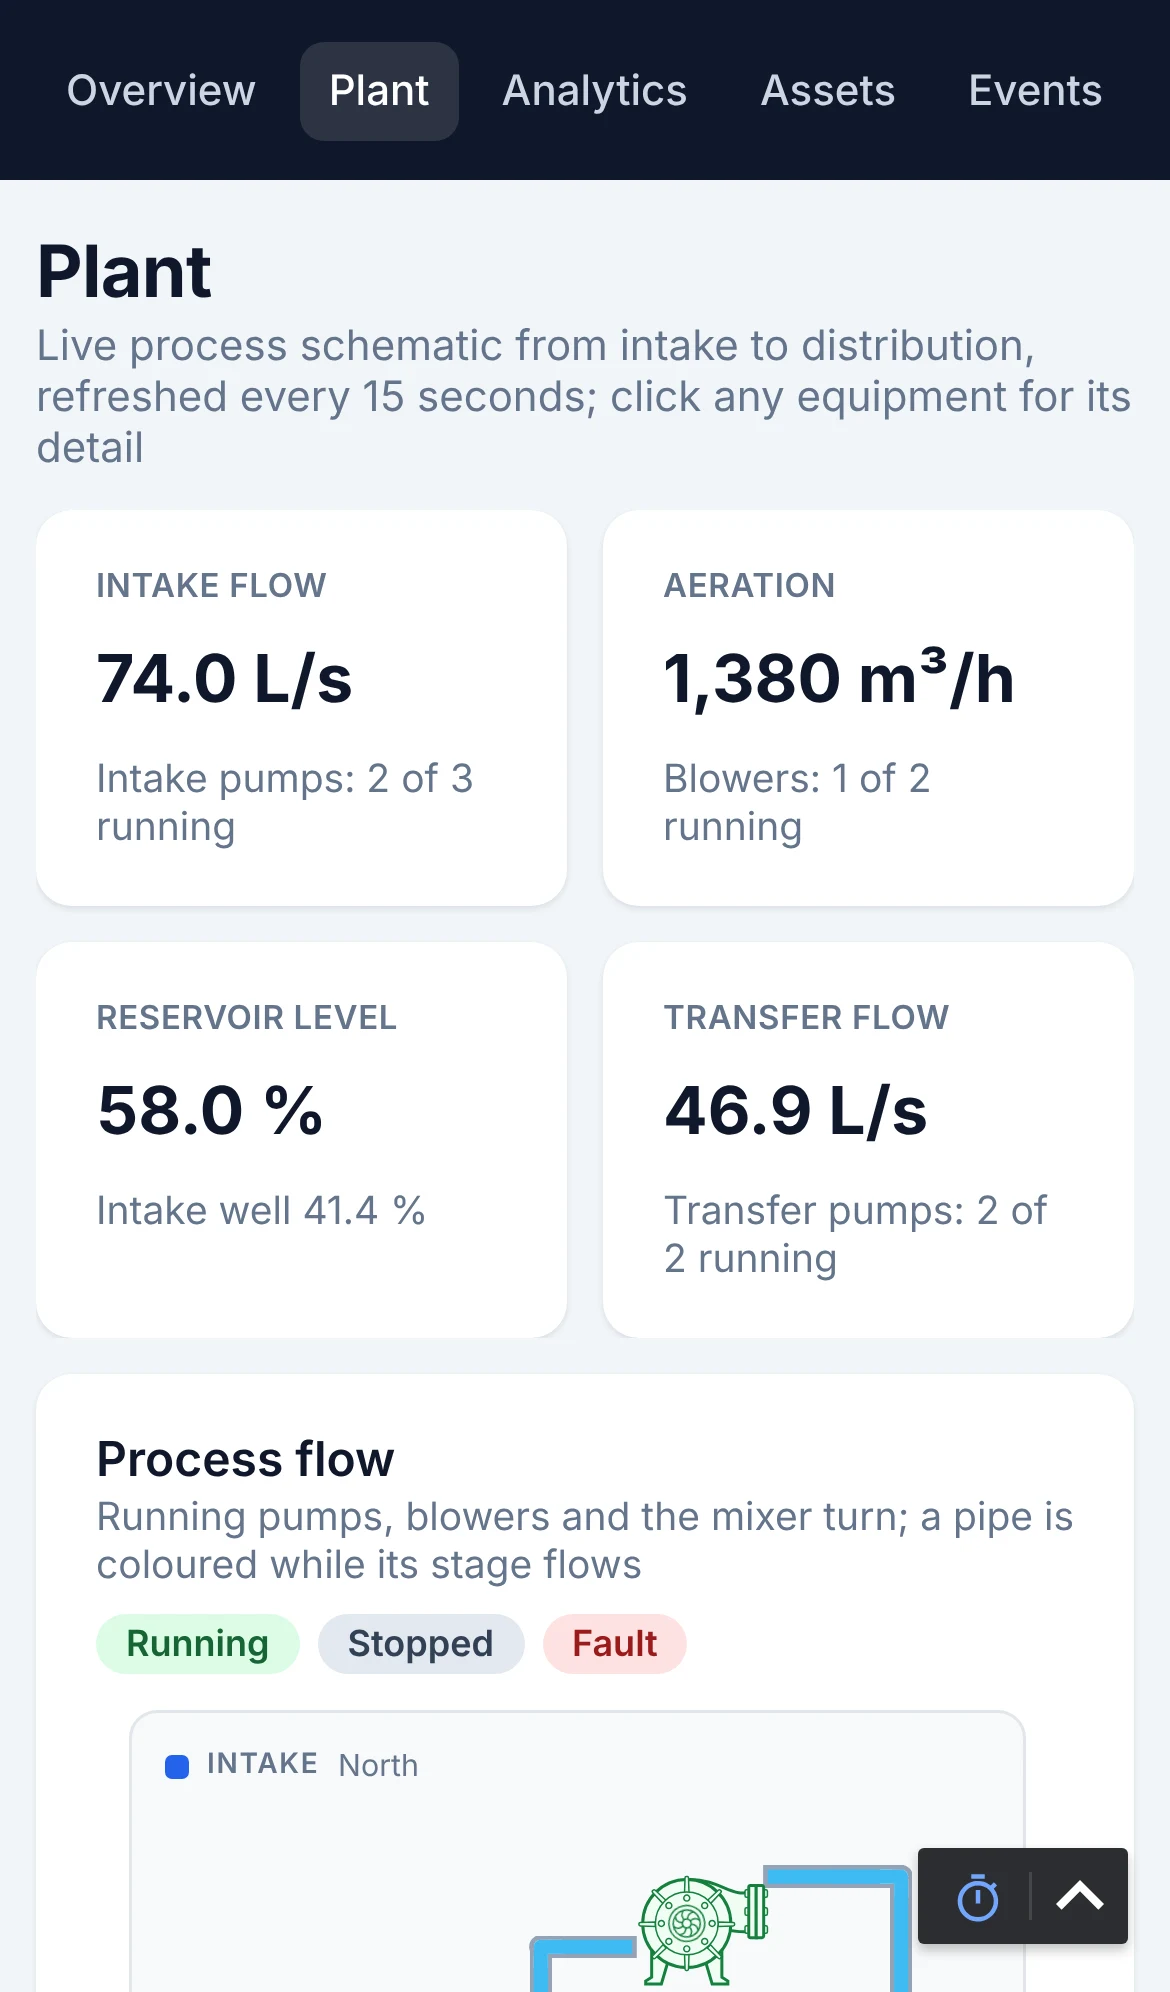 Overview Plant Analytics Assets Events
Plant
Live process schematic from intake to distribution,
refreshed every 15 seconds; click any equipment for its
detail
INTAKE FLOW
74.0 L/s
Intake pumps: 2 of 3
running
AERATION
1,380 m³/h
Blowers: 1 of 2
running
RESERVOIR LEVEL
58.0 %
Intake well 41.4 %
TRANSFER FLOW
46.9 L/s
Transfer pumps: 2 of
2 running
Process flow
Running pumps, blowers and the mixer turn; a pipe is
coloured while its stage flows
Running Stopped Fault
INTAKE North